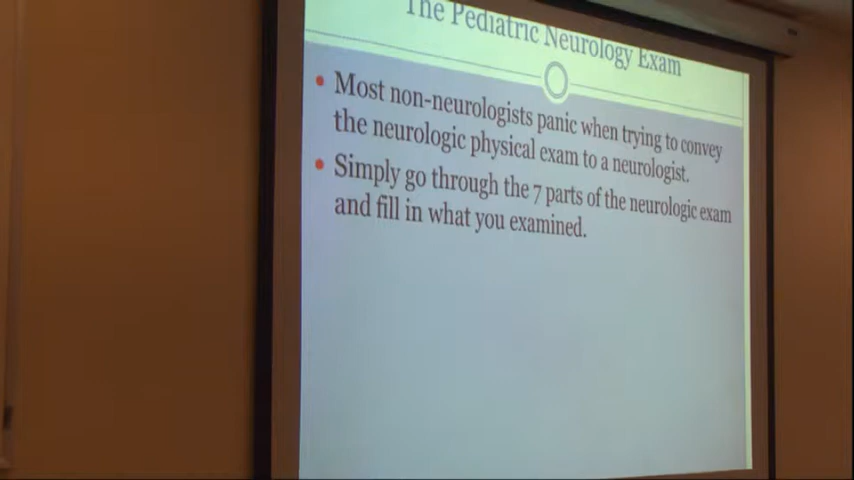 The Pediatric Neurology Exam
Most non-neurologists panic when trying to convey
the neurologic physical exam to a neurologist.
Simply go through the 7 parts of the neurologic exam
and fill in what you examined.